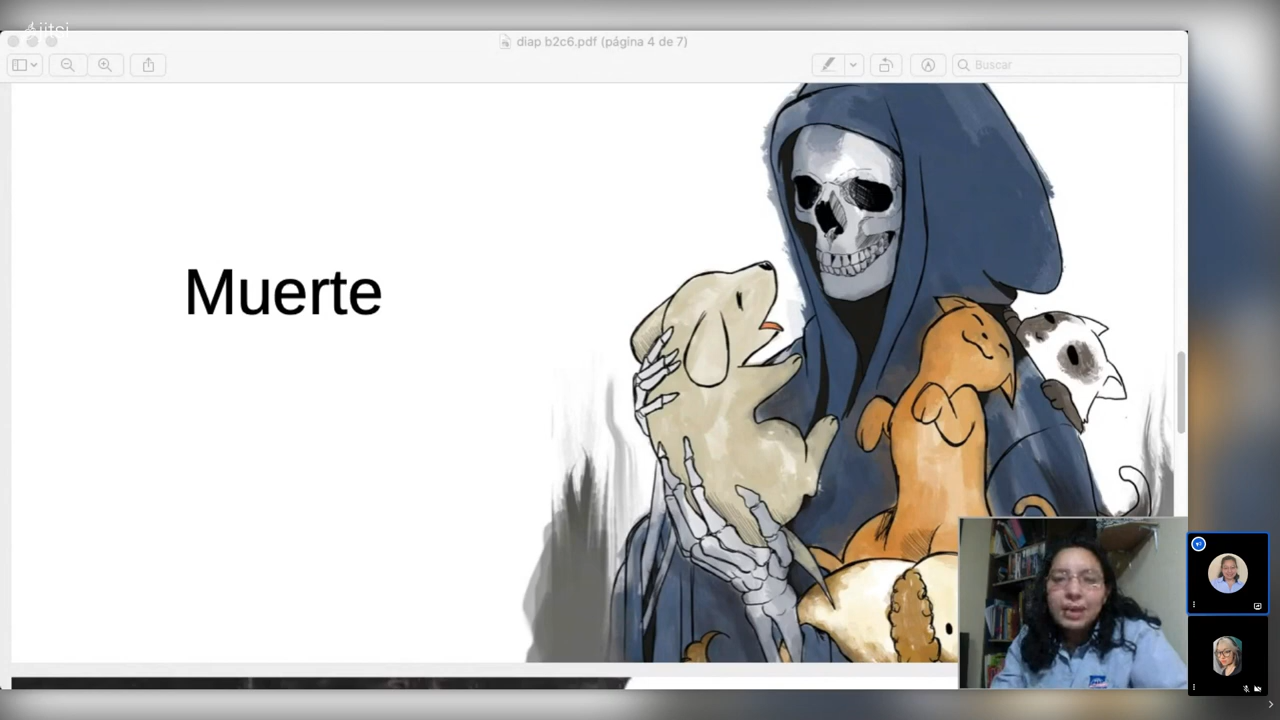 jitsi
diap b2c6.pdf (página 4 de 7)
Buscar
Muerte